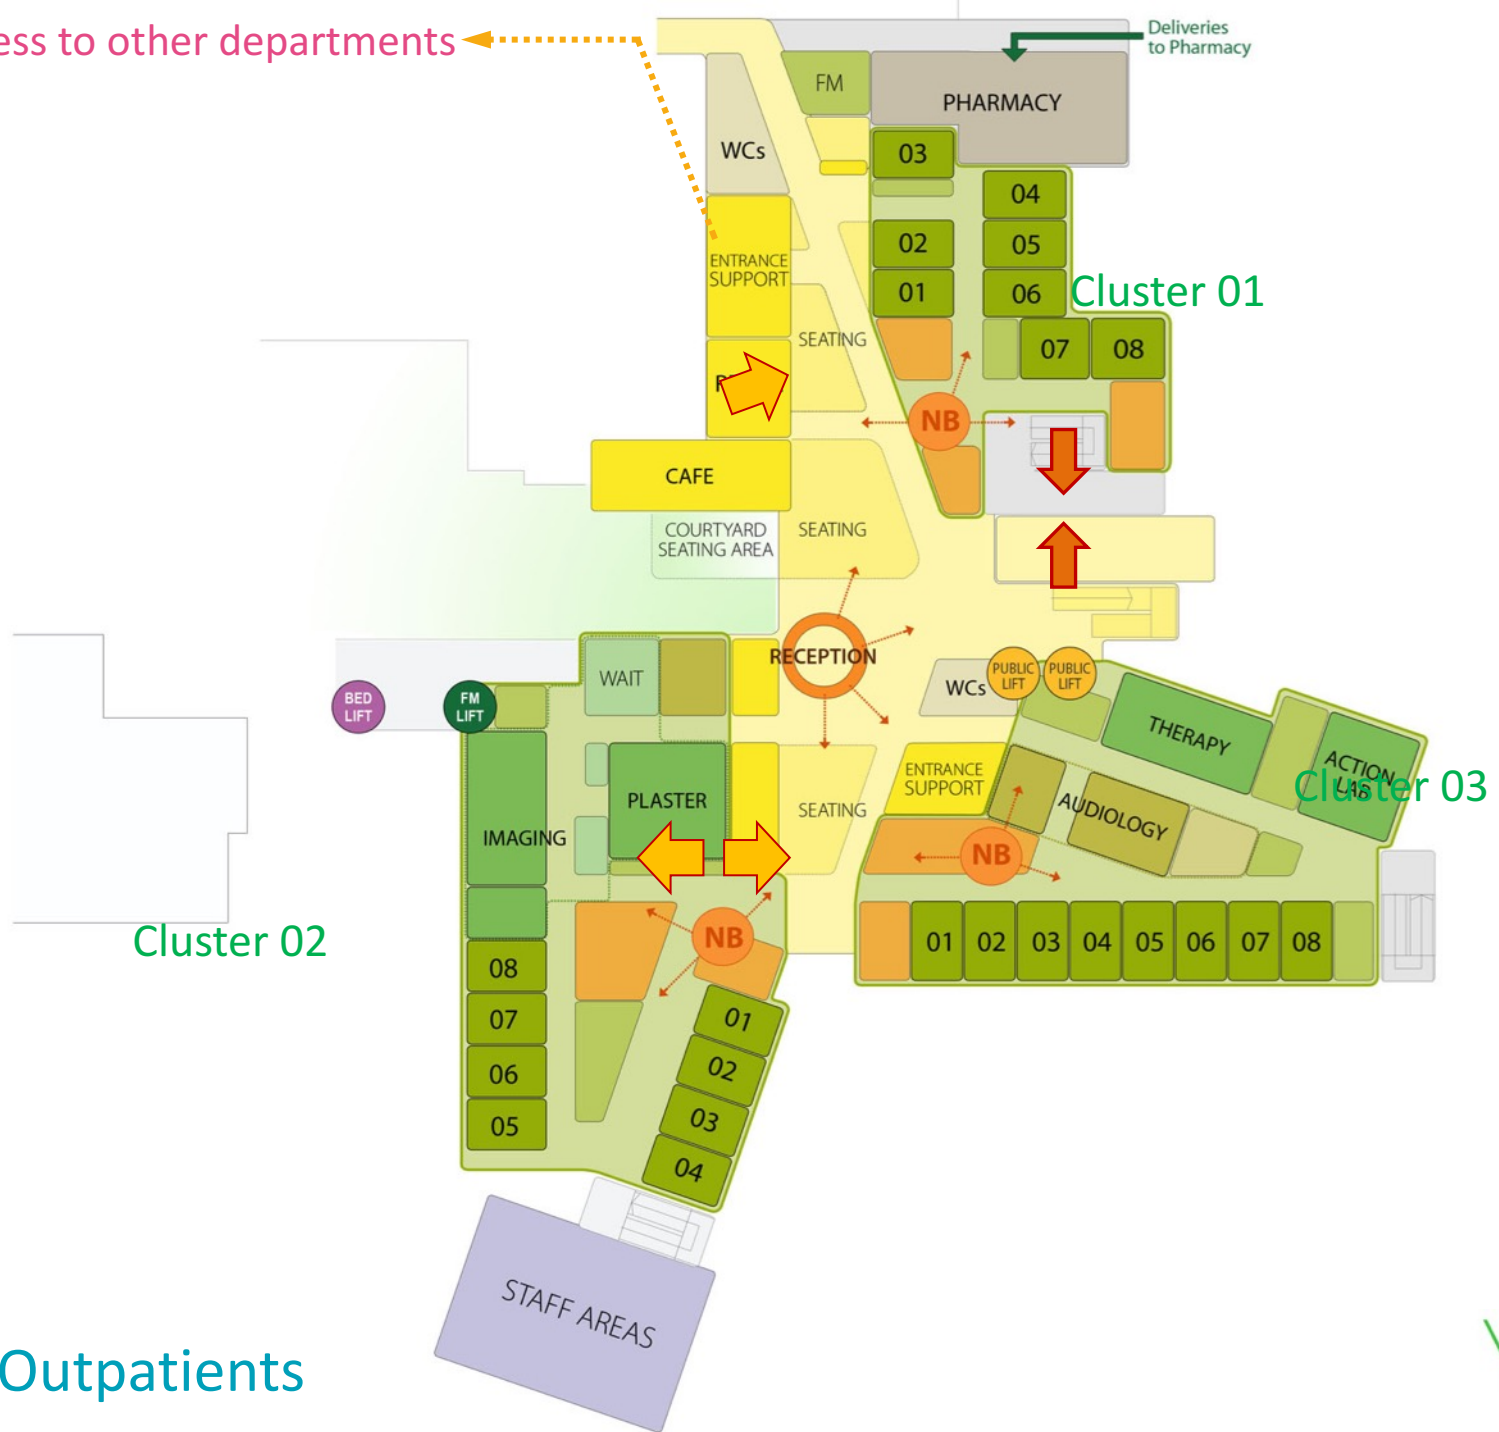 ess to other departments
Deliveries
to Pharmacy
FM
PHARMACY
WCs
03
04
02
05
01
06
Cluster 01
ENTRANCE
SUPPORT
SEATING
07
08
NB
CAFE
COURTYARD
SEATING AREA
SEATING
RECEPTION
WAIT
WCs
PUBLIC
LIFT
PUBLIC
LIFT
BED
LIFT
FM
LIFT
THERAPY
ACTION
LAB
Cluster 03
ENTRANCE
SUPPORT
PLASTER
SEATING
AUDIOLOGY
IMAGING
NB
Cluster 02
NB
01
02
03
04
05
06
07
08
08
07
06
05
01
02
03
04
STAFF AREAS
Outpatients